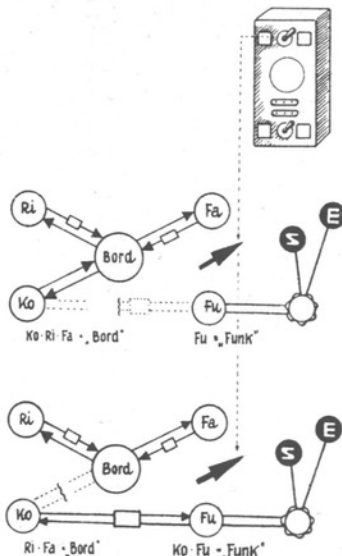 Ri
Fa
Bord
S
E
Ko
Fu
Ko·Ri·Fa = „Bord"
Fu = „Funk"
S
E
Ri
Fa
Bord
Ko
Fu
Ri·Fa = „Bord"
Ko·Fu = „Funk"